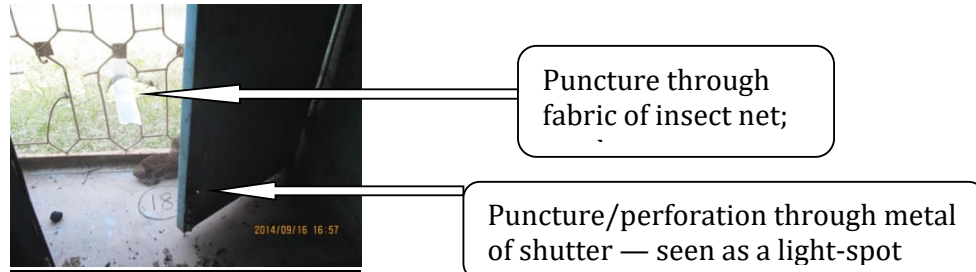 Puncture through
fabric of insect net;
Puncture/perforation through metal
of shutter — seen as a light-spot
18
2014/09/16 16:57